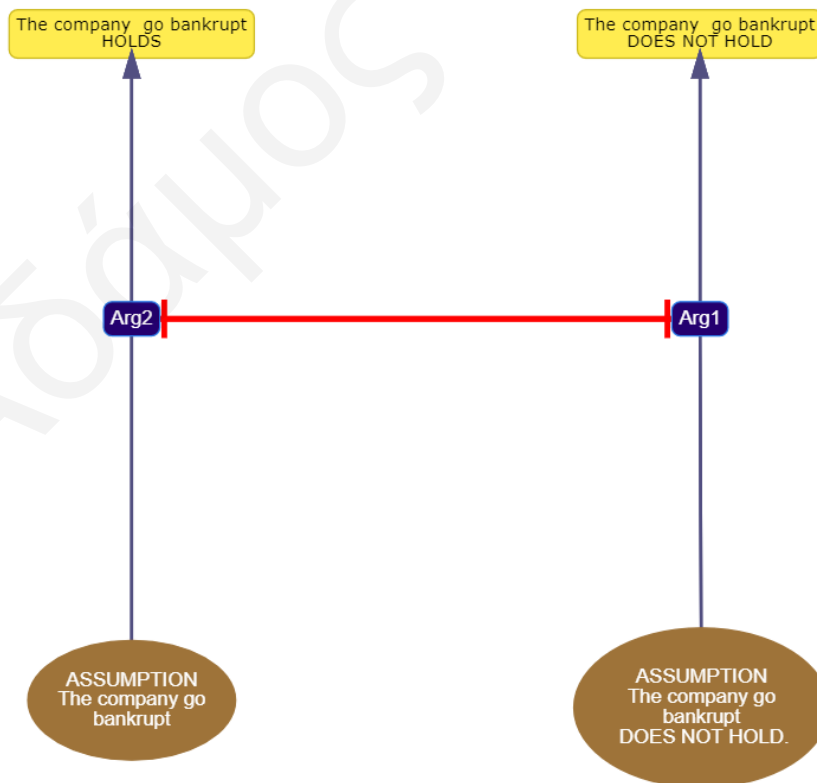 The company  go bankrupt
HOLDS
The company  go bankrupt
DOES NOT HOLD
Arg2
Arg1
ASSUMPTION
The company go
bankrupt
ASSUMPTION
The company go
bankrupt
DOES NOT HOLD.
δάμος